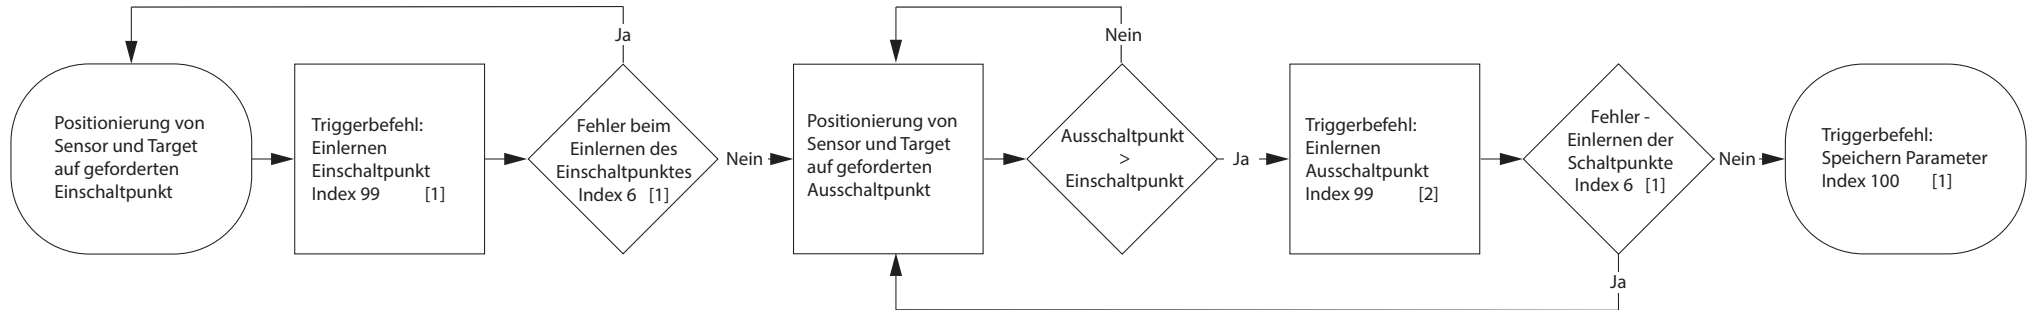 Positionierung von
Sensor und Target
auf geforderten
Einschaltpunkt
Triggerbefehl:
Einlernen
Einschaltpunkt
Index 99 [1]
Ja
Fehler beim
Einlernen des
Einschaltpunktes
Index 6 [1]
Nein
Positionierung von
Sensor und Target
auf geforderten
Ausschaltpunkt
Nein
Ausschaltpunkt
>
Einschaltpunkt
Ja
Triggerbefehl:
Einlernen
Ausschaltpunkt
Index 99 [2]
Fehler -
Einlernen der
Schaltpunkte
Index 6 [1]
Nein
Ja
Triggerbefehl:
Speichern Parameter
Index 100 [1]